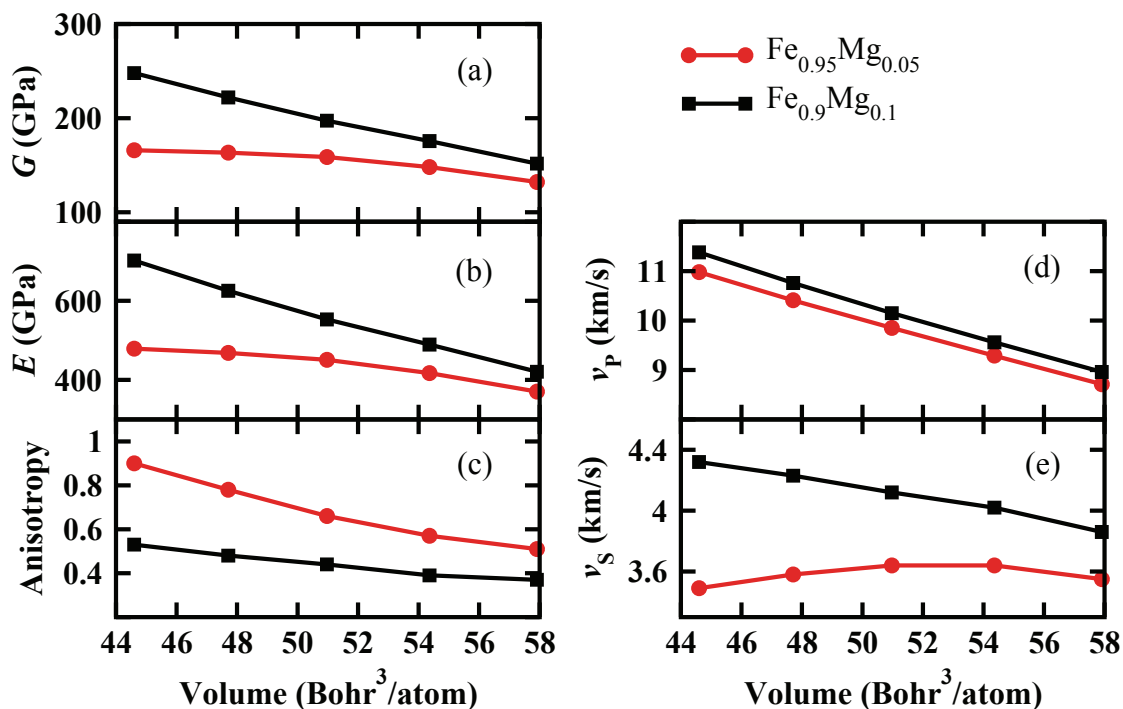 300
200
100
G (GPa)
(a)
Fe0.95Mg0.05
Fe0.9Mg0.1
600
400
E (GPa)
(b)
11
10
9
vP (km/s)
(d)
1
0.8
0.6
0.4
Anisotropy
(c)
4.4
4
3.6
vS (km/s)
(e)
44 46 48 50 52 54 56 58
Volume (Bohr3/atom)
44 46 48 50 52 54 56 58
Volume (Bohr3/atom)